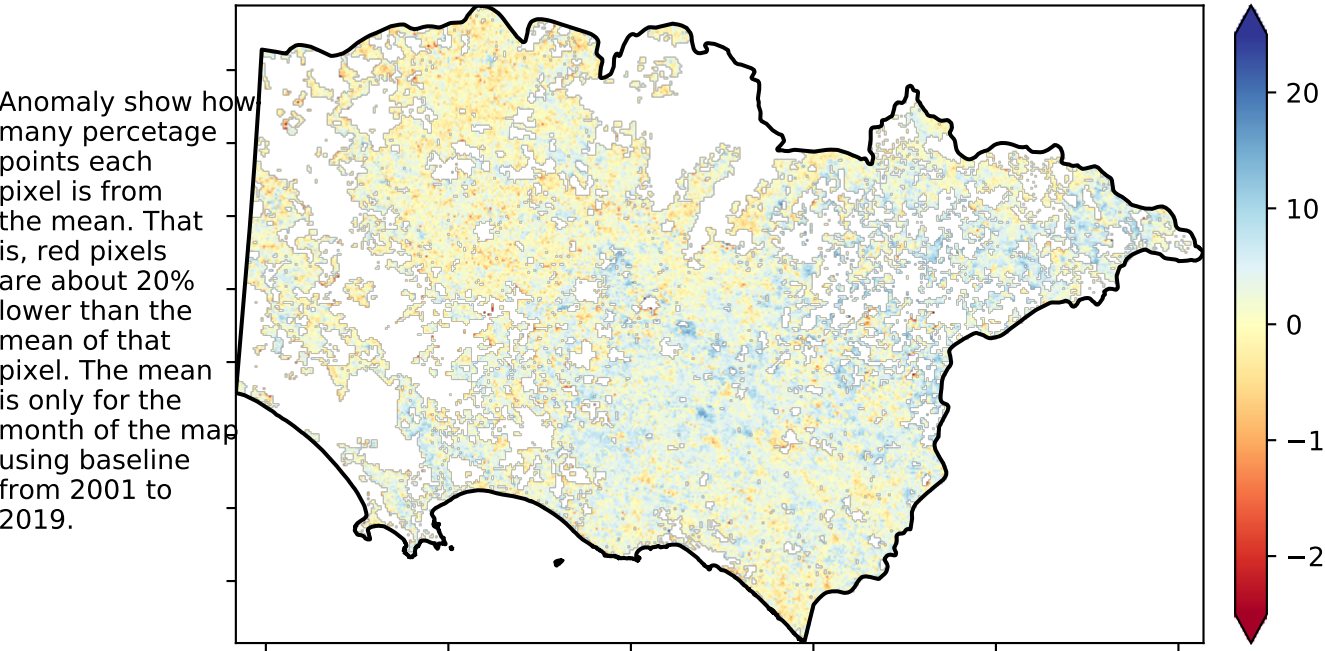 Anomaly show how
many percetage
points each
pixel is from
the mean. That
is, red pixels
are about 20%
lower than the
mean of that
pixel. The mean
is only for the
month of the map
using baseline
from 2001 to
2019.
20
10
0
−1
−2